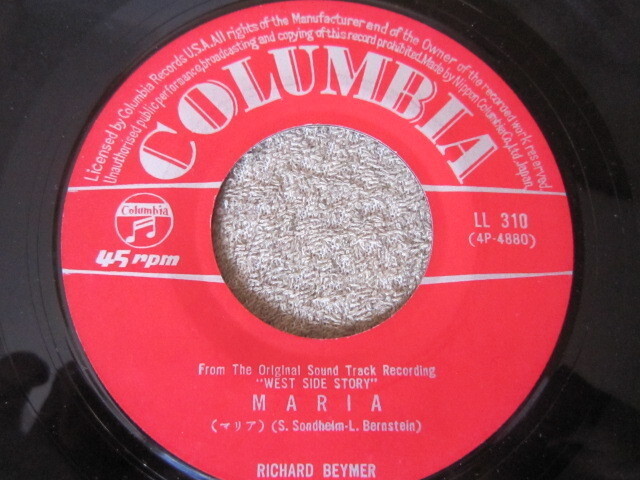 Licensed by Columbia Records U.S.A. All rights of the Manufacturer and of the Owner of the recorded work reserved
Unauthorised public performance, broadcasting and copying of this record prohibited. Made by Nippon Columbia Co., Ltd. Japan.
COLUMBIA
Columbia
45 rpm
LL 310
(4P-4880)
From The Original Sound Track Recording
"WEST SIDE STORY"
MARIA
(マリア) (S. Sondheim-L. Bernstein)
RICHARD BEYMER